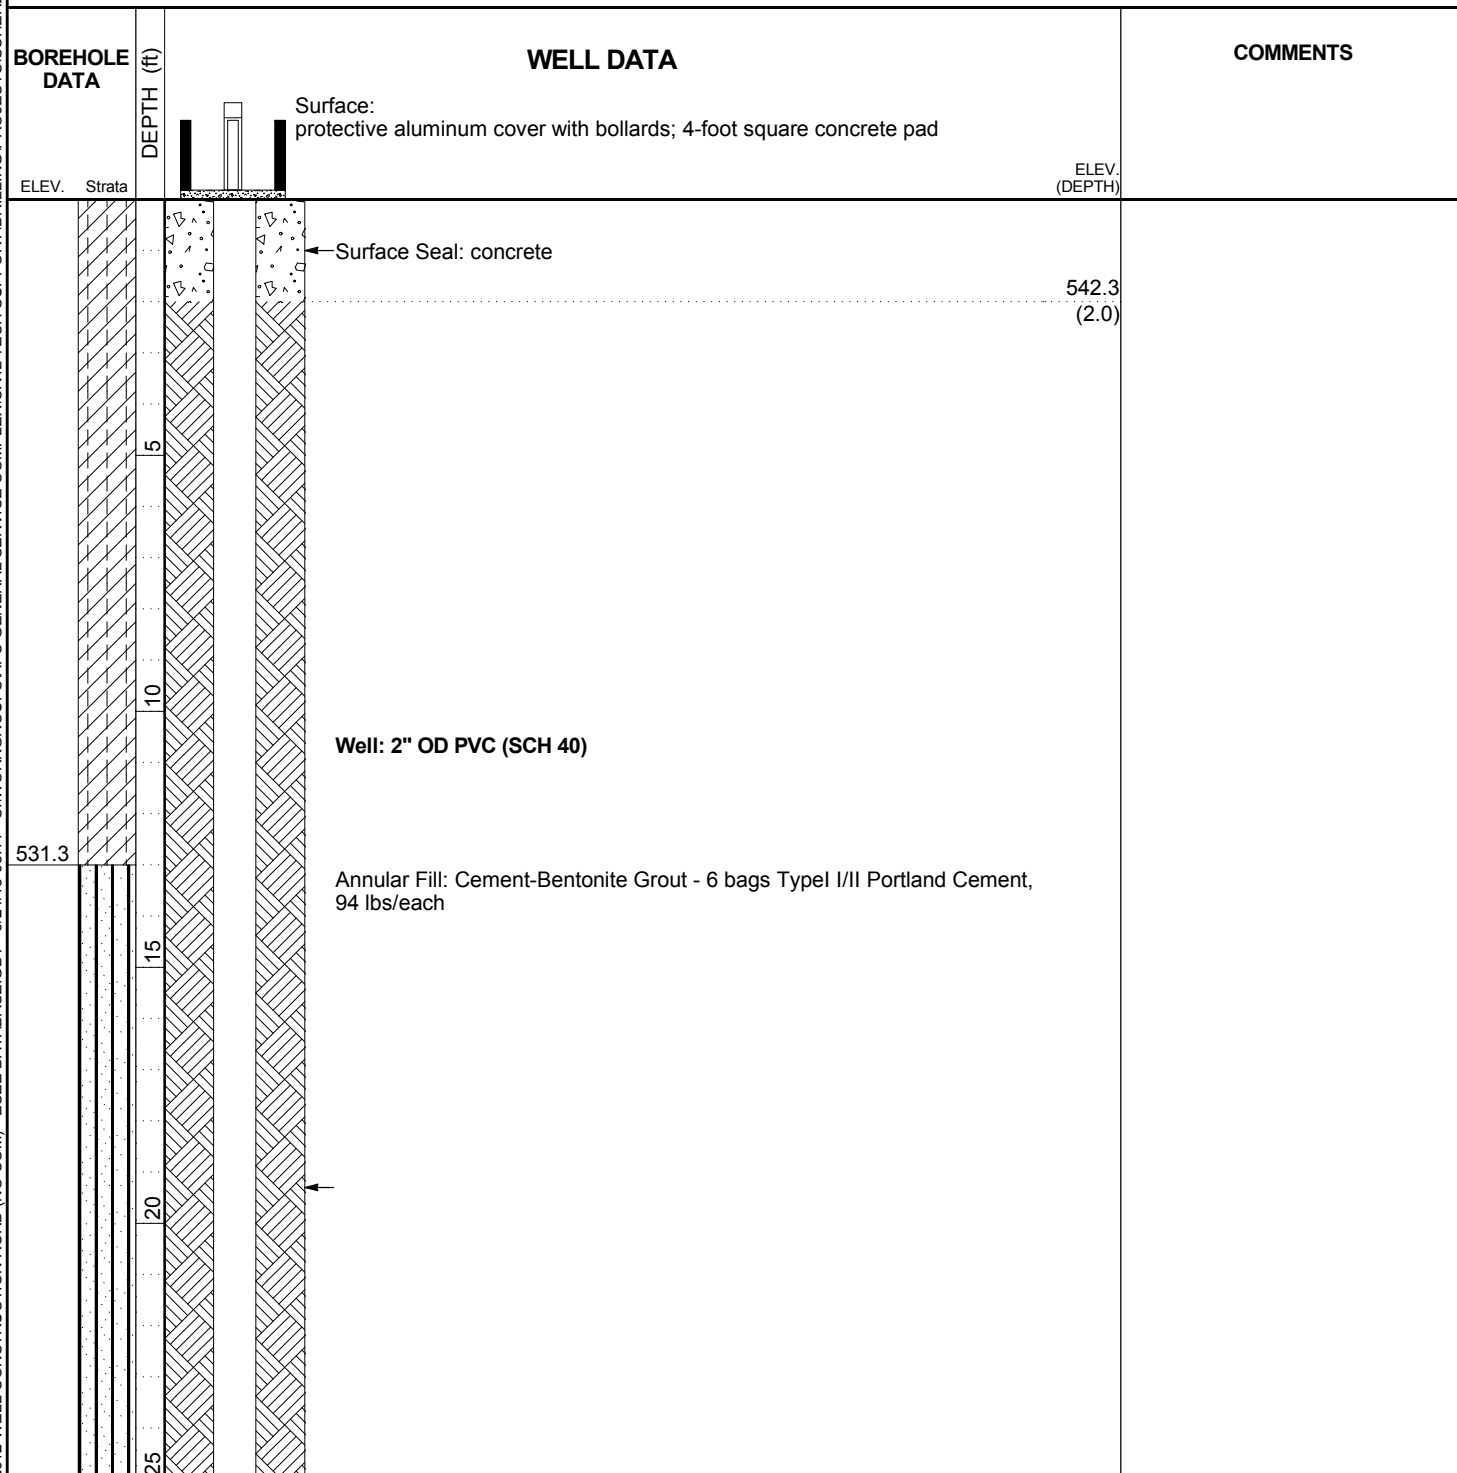 BOREHOLE
DATA
DEPTH (ft)
WELL DATA
COMMENTS
Surface:
protective aluminum cover with bollards; 4-foot square concrete pad
ELEV.
(DEPTH)
ELEV. Strata
Surface Seal: concrete
542.3
(2.0)
5
10
Well: 2" OD PVC (SCH 40)
531.3
Annular Fill: Cement-Bentonite Grout - 6 bags TypeI I/II Portland Cement,
94 lbs/each
15
20
25